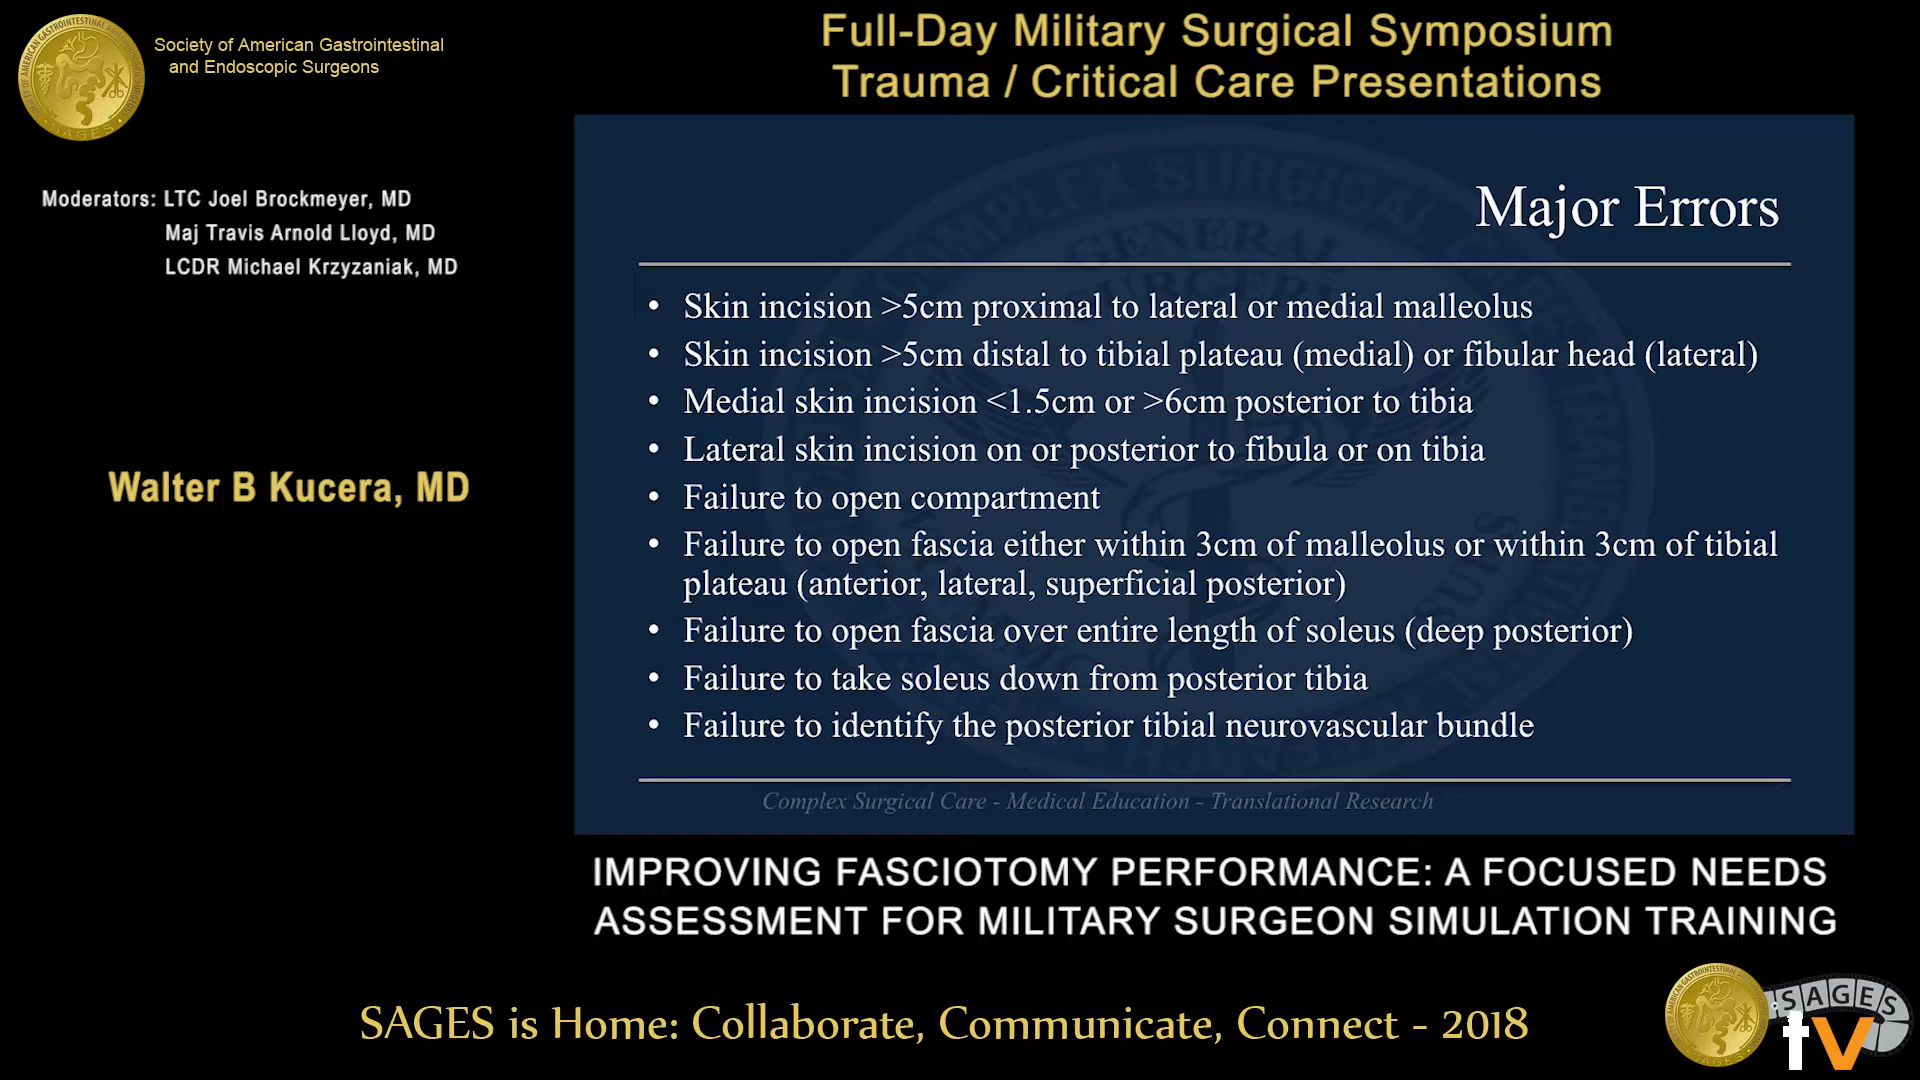 Society of American Gastrointestinal
and Endoscopic Surgeons
Full-Day Military Surgical Symposium
Trauma / Critical Care Presentations
Moderators: LTC Joel Brockmeyer, MD
Maj Travis Arnold Lloyd, MD
LCDR Michael Krzyzaniak, MD
Walter B Kucera, MD
Major Errors
• Skin incision >5cm proximal to lateral or medial malleolus
• Skin incision >5cm distal to tibial plateau (medial) or fibular head (lateral)
• Medial skin incision <1.5cm or >6cm posterior to tibia
• Lateral skin incision on or posterior to fibula or on tibia
• Failure to open compartment
• Failure to open fascia either within 3cm of malleolus or within 3cm of tibial
plateau (anterior, lateral, superficial posterior)
• Failure to open fascia over entire length of soleus (deep posterior)
• Failure to take soleus down from posterior tibia
• Failure to identify the posterior tibial neurovascular bundle
Complex Surgical Care - Medical Education - Translational Research
IMPROVING FASCIOTOMY PERFORMANCE: A FOCUSED NEEDS
ASSESSMENT FOR MILITARY SURGEON SIMULATION TRAINING
SAGES is Home: Collaborate, Communicate, Connect - 2018
SAGES
tv